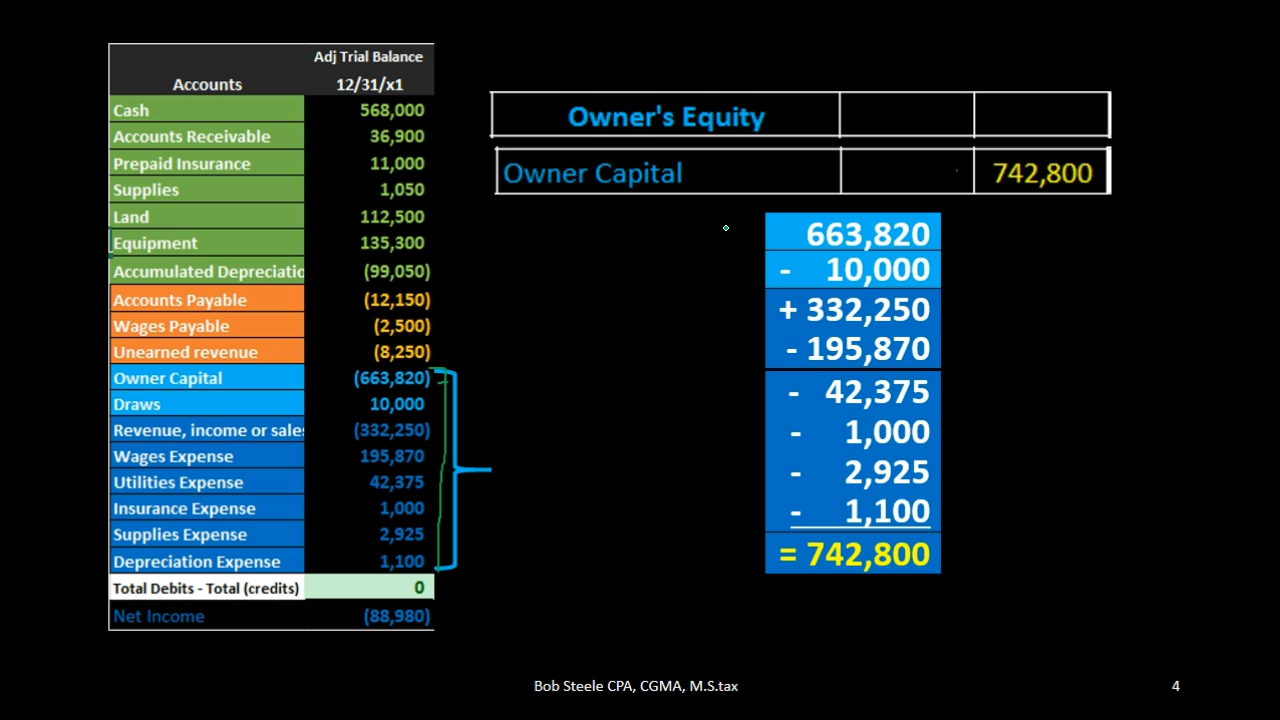 Adj Trial Balance
Accounts 12/31/x1
Cash 568,000
Accounts Receivable 36,900
Prepaid Insurance 11,000
Supplies 1,050
Land 112,500
Equipment 135,300
Accumulated Depreciatio (99,050)
Accounts Payable (12,150)
Wages Payable (2,500)
Unearned revenue (8,250)
Owner Capital (663,820)
Draws 10,000
Revenue, income or sales (332,250)
Wages Expense 195,870
Utilities Expense 42,375
Insurance Expense 1,000
Supplies Expense 2,925
Depreciation Expense 1,100
Total Debits - Total (credits) 0
Net Income (88,980)
Owner's Equity
Owner Capital 742,800
663,820
- 10,000
+ 332,250
- 195,870
- 42,375
- 1,000
- 2,925
- 1,100
= 742,800
Bob Steele CPA, CGMA, M.S.tax
4